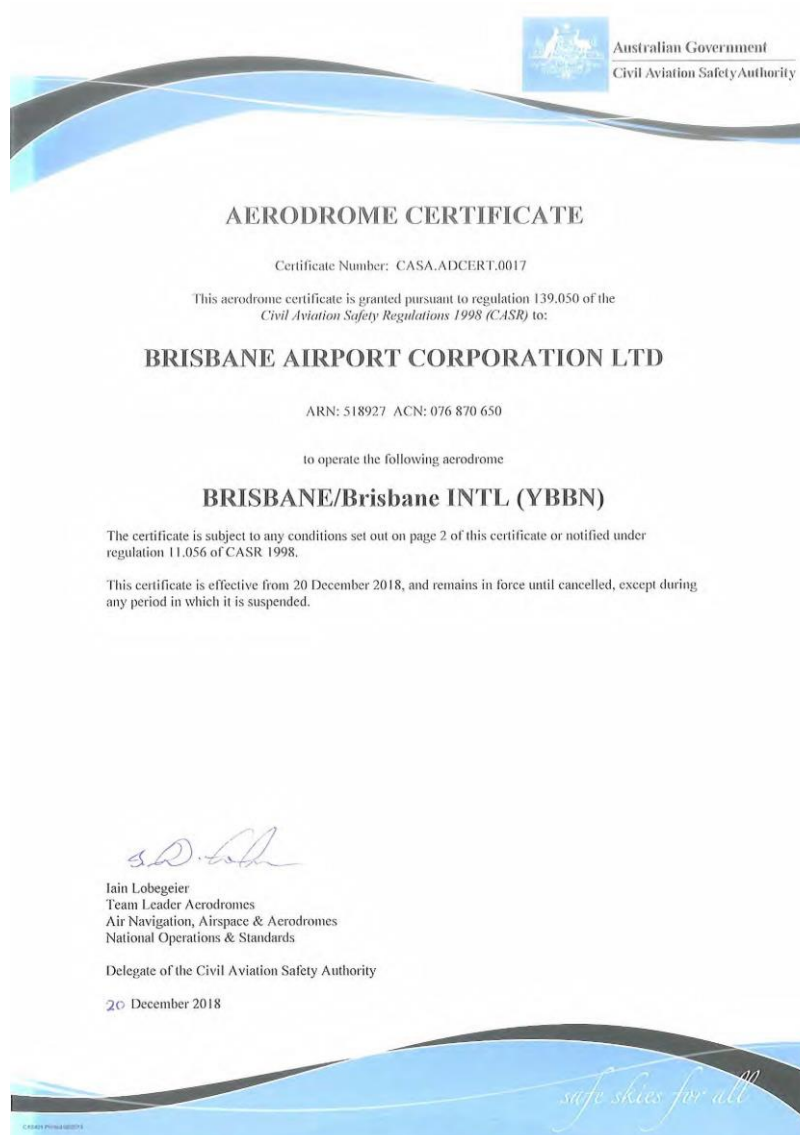 Australian Government
Civil Aviation Safety Authority
AERODROME CERTIFICATE
Certificate Number: CASA.ADCERT.0017
This aerodrome certificate is granted pursuant to regulation 139.050 of the
Civil Aviation Safety Regulations 1998 (CASR) to:
BRISBANE AIRPORT CORPORATION LTD
ARN: 518927 ACN: 076 870 650
to operate the following aerodrome
BRISBANE/Brisbane INTL (YBBN)
The certificate is subject to any conditions set out on page 2 of this certificate or notified under
regulation 11.056 of CASR 1998.
This certificate is effective from 20 December 2018, and remains in force until cancelled, except during
any period in which it is suspended.
Iain Lobegeier
Team Leader Aerodromes
Air Navigation, Airspace & Aerodromes
National Operations & Standards
Delegate of the Civil Aviation Safety Authority
20 December 2018
safe skies for all